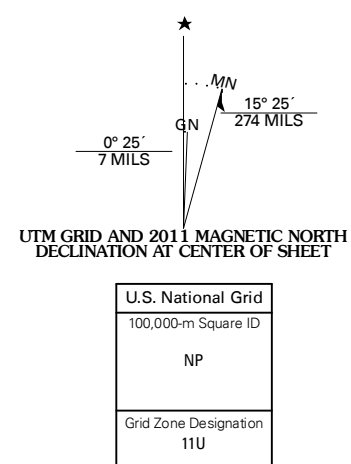 ★
MN
15° 25´
274 MILS
GN
0° 25´
7 MILS
UTM GRID AND 2011 MAGNETIC NORTH
DECLINATION AT CENTER OF SHEET
U.S. National Grid
100,000-m Square ID
NP
Grid Zone Designation
11U